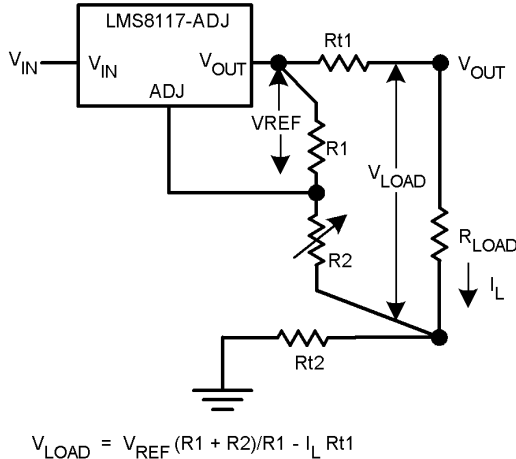 LMS8117-ADJ
VIN
VIN
VOUT
ADJ
Rt1
VOUT
VREF
R1
VLOAD
R2
RLOAD
IL
Rt2
VLOAD = VREF (R1 + R2)/R1 - IL Rt1